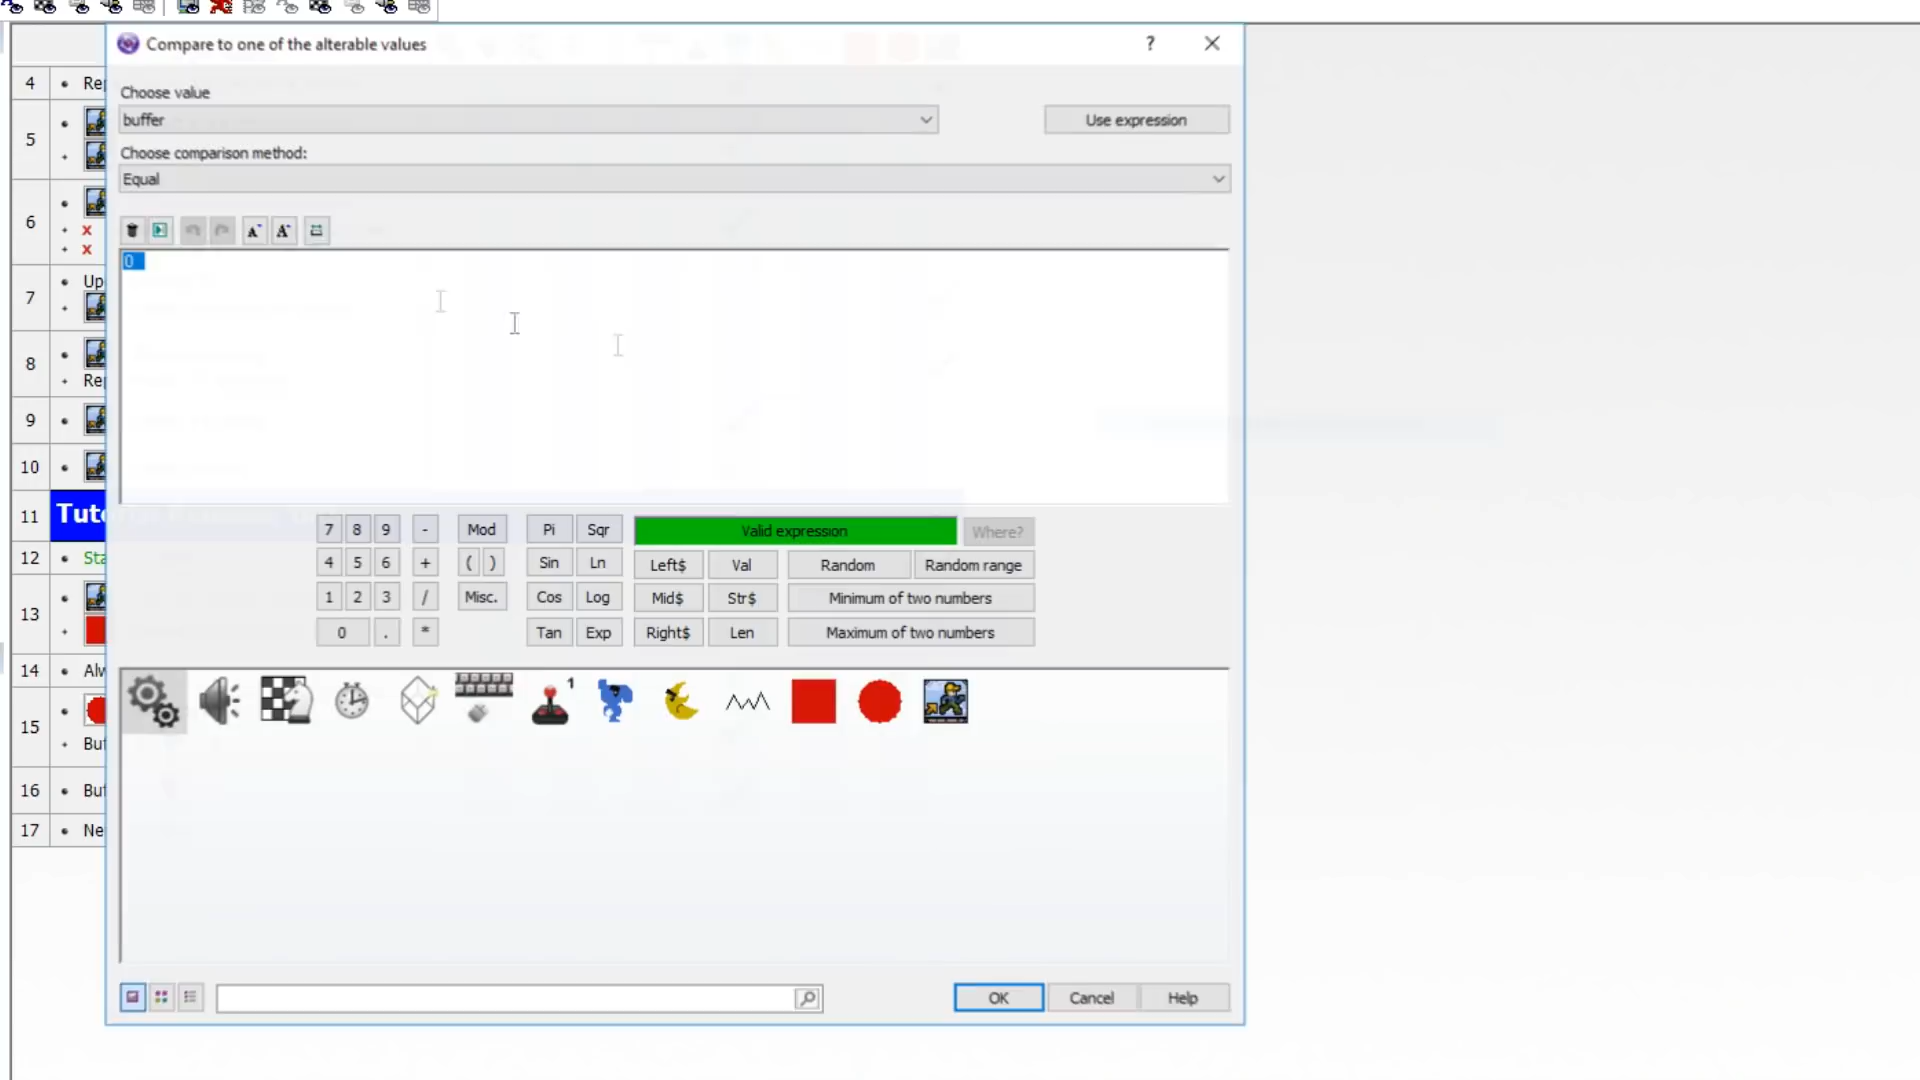 Compare to one of the alterable values
?
Choose value
buffer
Use expression
Choose comparison method:
Equal
0
4
Re
5
6
x
x
7
Up
8
Re
9
10
11
Tuto
12
Sta
13
14
Alw
15
Buf
16
Buf
17
Ne
7 8 9 - Mod Pi Sqr Valid expression Where?
4 5 6 + ( ) Sin Ln Left$ Val Random Random range
1 2 3 / Misc. Cos Log Mid$ Str$ Minimum of two numbers
0 . * Tan Exp Right$ Len Maximum of two numbers
1
OK Cancel Help